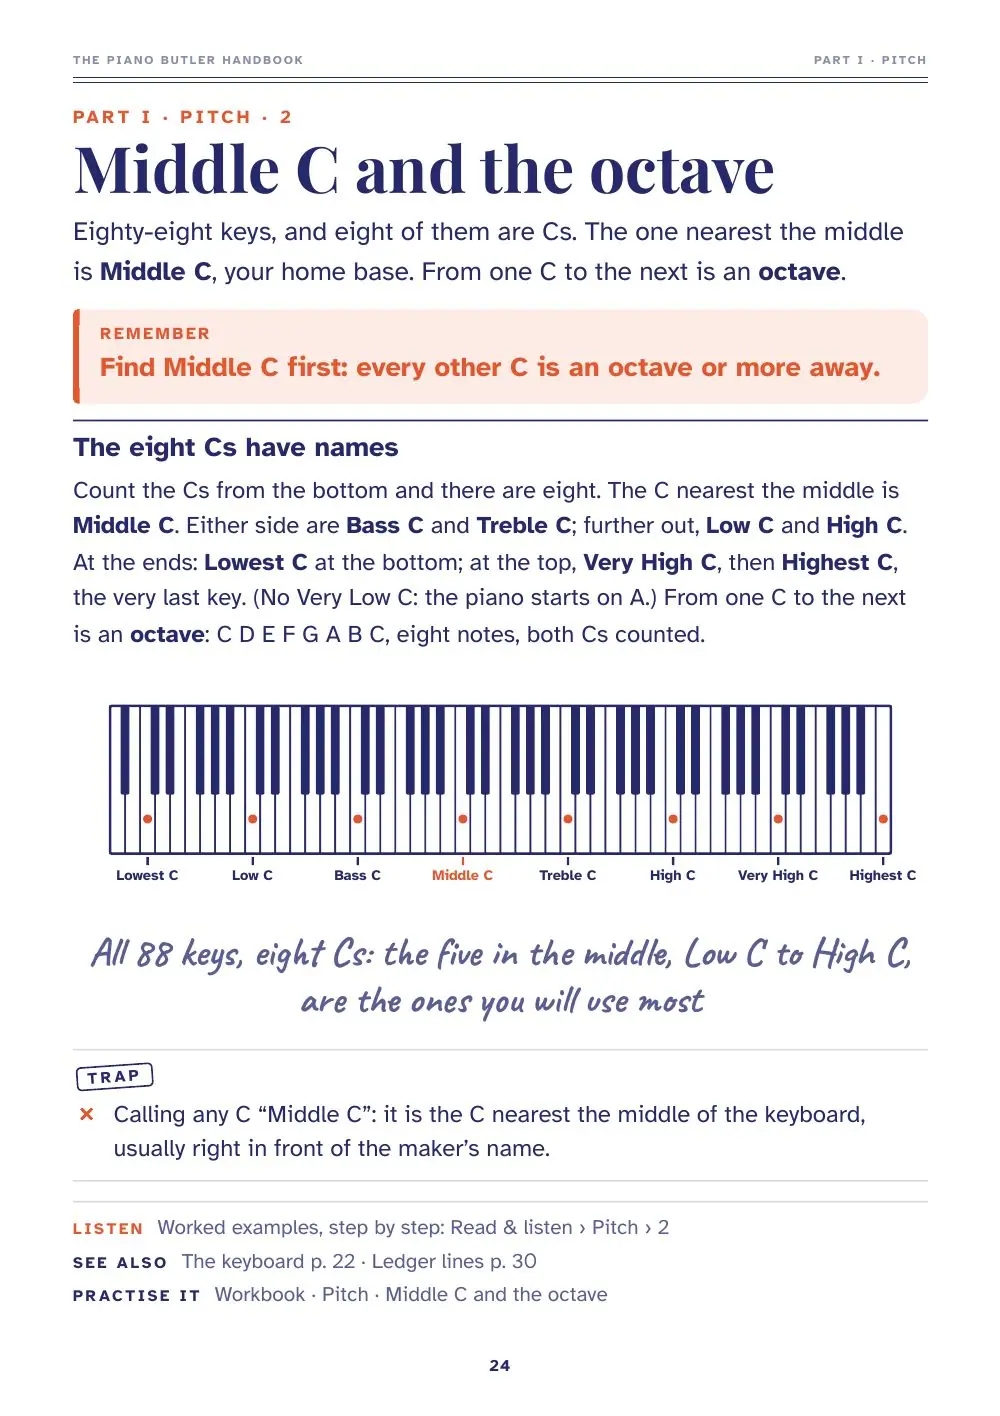 THE PIANO BUTLER HANDBOOK
PART I · PITCH
PART I · PITCH · 2
Middle C and the octave
Eighty-eight keys, and eight of them are Cs. The one nearest the middle
is Middle C, your home base. From one C to the next is an octave.
REMEMBER
Find Middle C first: every other C is an octave or more away.
The eight Cs have names
Count the Cs from the bottom and there are eight. The C nearest the middle is
Middle C. Either side are Bass C and Treble C; further out, Low C and High C.
At the ends: Lowest C at the bottom; at the top, Very High C, then Highest C,
the very last key. (No Very Low C: the piano starts on A.) From one C to the next
is an octave: C D E F G A B C, eight notes, both Cs counted.
Lowest C Low C Bass C Middle C Treble C High C Very High C Highest C
All 88 keys, eight Cs: the five in the middle, Low C to High C,
are the ones you will use most
TRAP
× Calling any C “Middle C”: it is the C nearest the middle of the keyboard,
usually right in front of the maker’s name.
LISTEN Worked examples, step by step: Read & listen › Pitch › 2
SEE ALSO The keyboard p. 22 · Ledger lines p. 30
PRACTISE IT Workbook · Pitch · Middle C and the octave
24